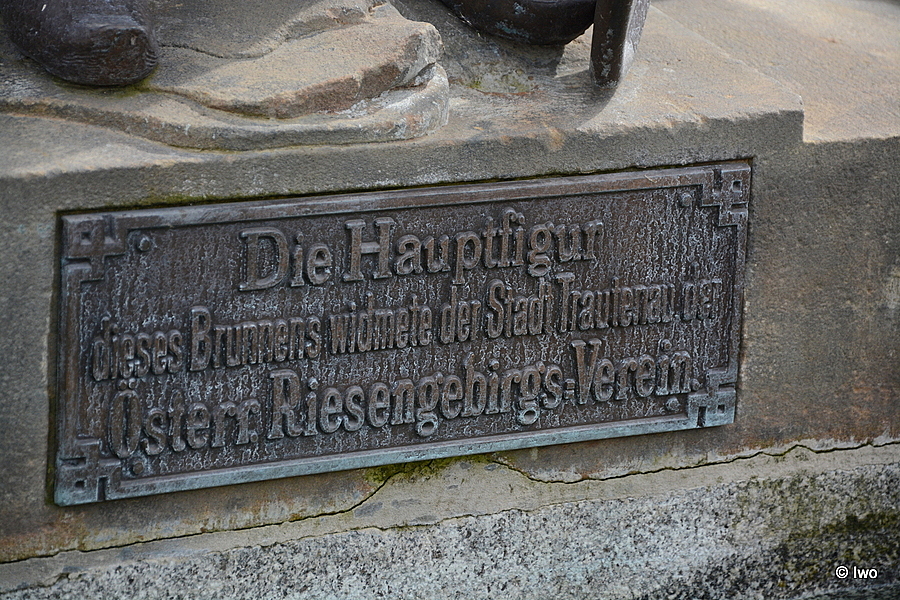 Die Hauptfigur
dieses Brunnens widmete der Stadt Trautenau der
Österr. Riesengebirgs-Verein.
© Iwo